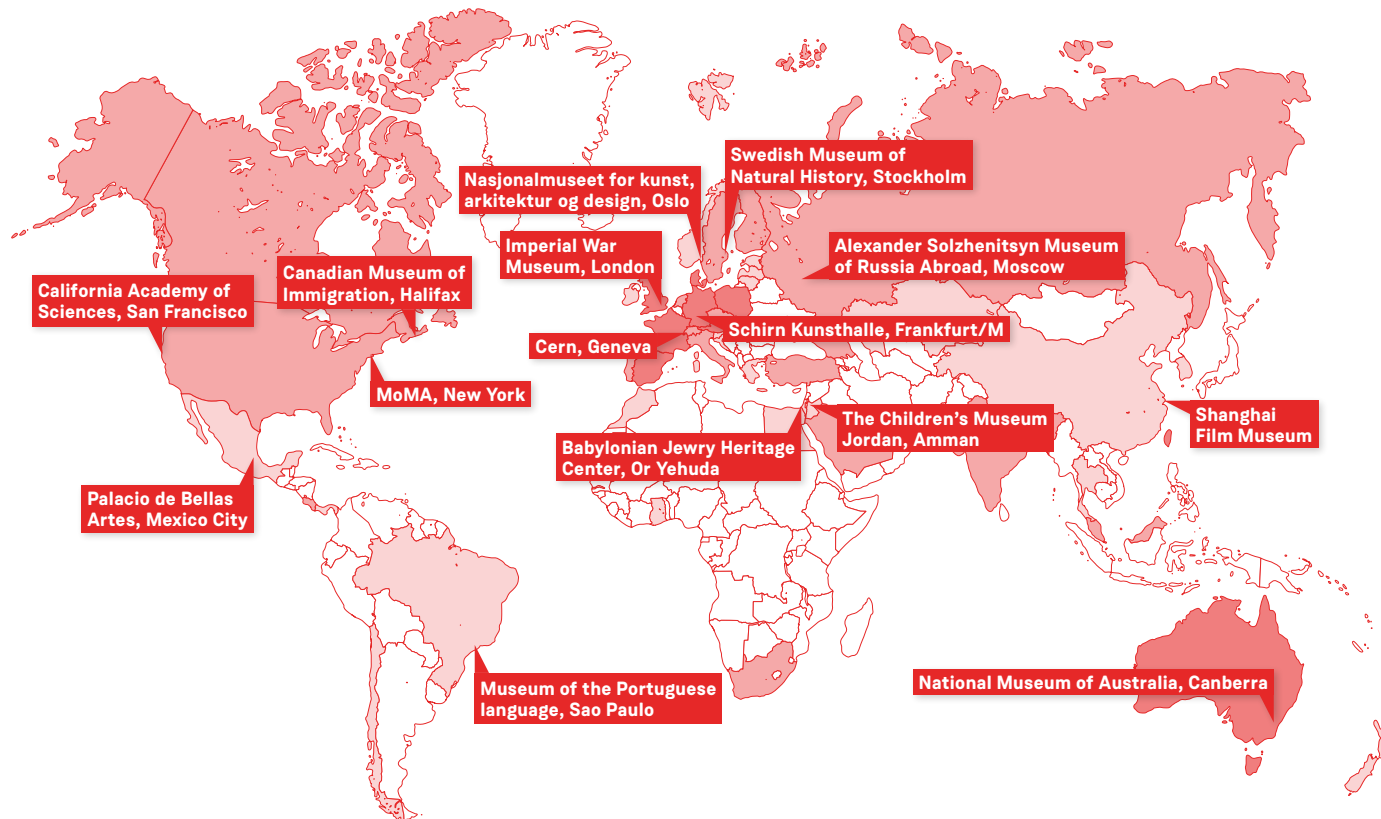 Swedish Museum of
Natural History, Stockholm
Nasjonalmuseet for kunst,
arkitektur og design, Oslo
Imperial War
Museum, London
Alexander Solzhenitsyn Museum
of Russia Abroad, Moscow
Canadian Museum of
Immigration, Halifax
California Academy of
Sciences, San Francisco
Schirn Kunsthalle, Frankfurt/M
Cern, Geneva
MoMA, New York
The Children's Museum
Jordan, Amman
Shanghai
Film Museum
Babylonian Jewry Heritage
Center, Or Yehuda
Palacio de Bellas
Artes, Mexico City
Museum of the Portuguese
language, Sao Paulo
National Museum of Australia, Canberra